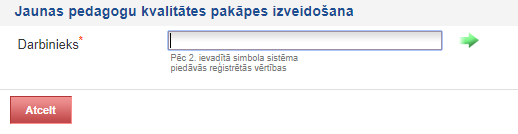 Jaunas pedagogu kvalitātes pakāpes izveidošana
Darbinieks*
Pēc 2. ievadītā simbola sistēma
piedāvās reģistrētās vērtības
Atcelt